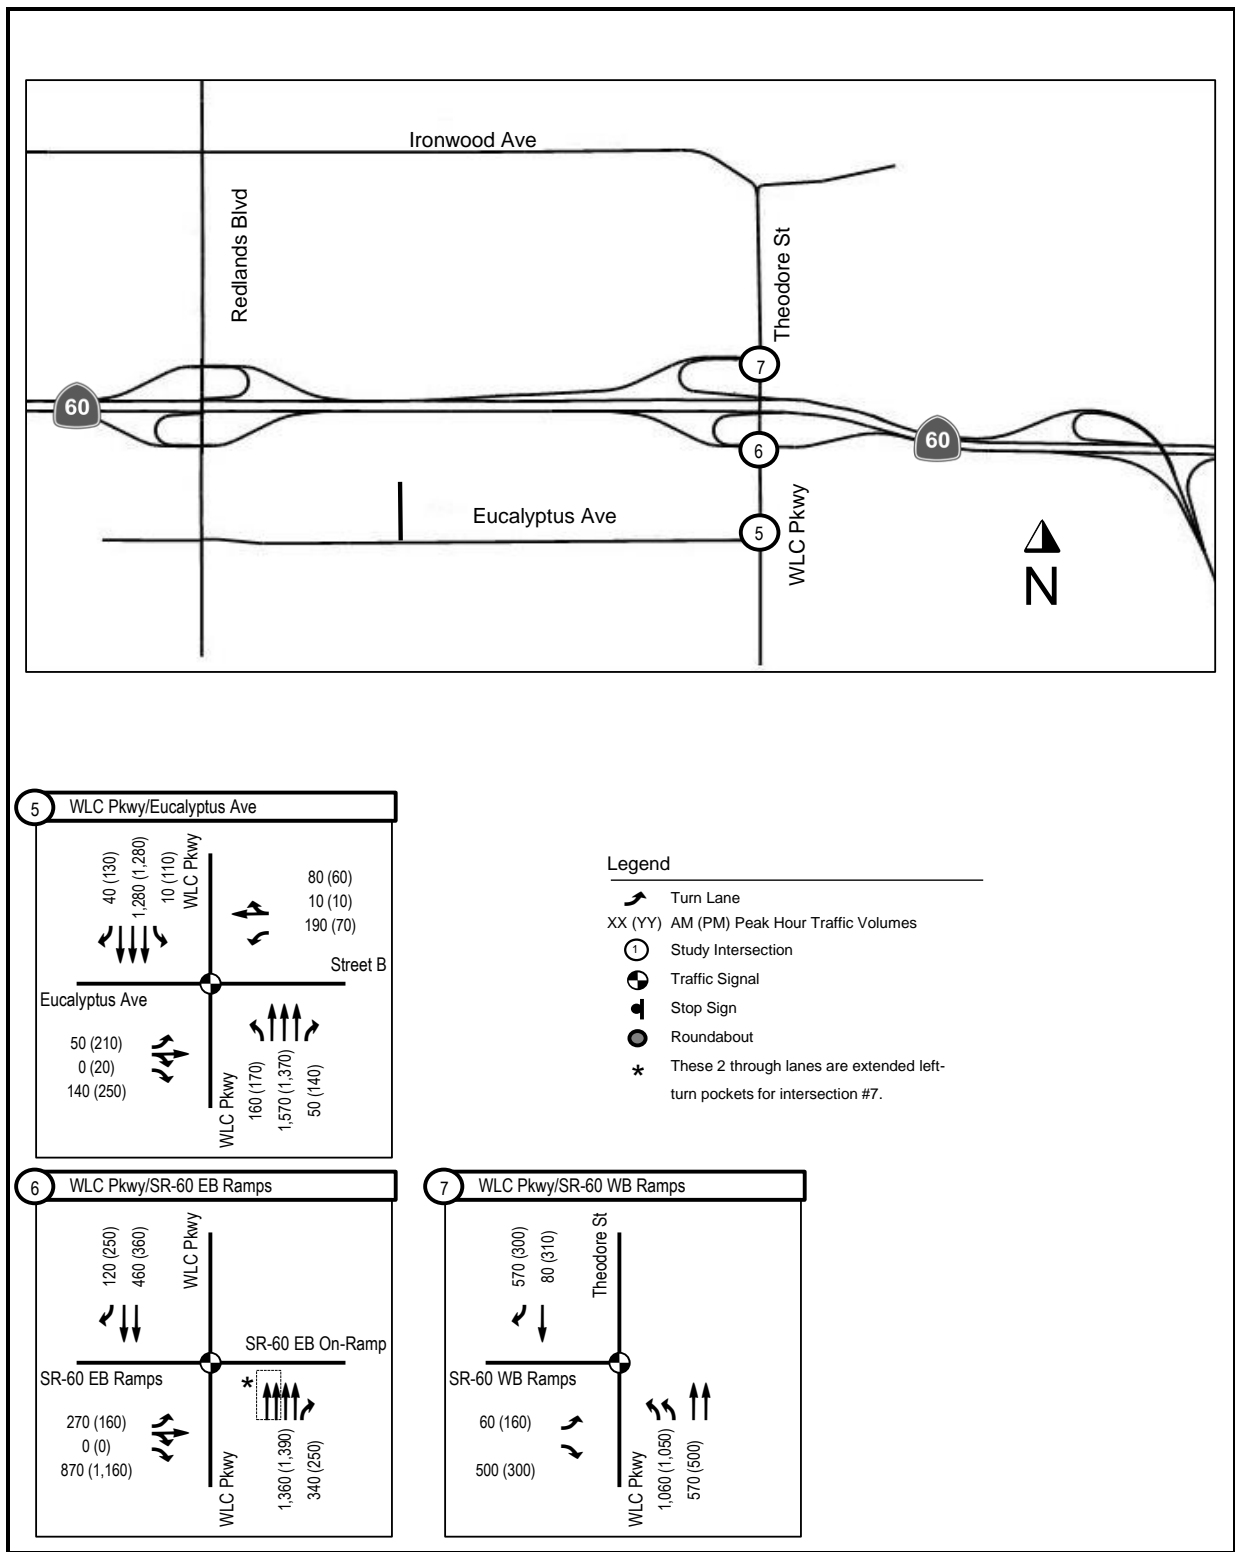 Ironwood Ave
Redlands Blvd
Theodore St
7
60
60
6
Eucalyptus Ave
5
WLC Pkwy
N
5 WLC Pkwy/Eucalyptus Ave
40 (130)
1,280 (1,280)
10 (110)
WLC Pkwy
80 (60)
10 (10)
190 (70)
Street B
Eucalyptus Ave
50 (210)
0 (20)
140 (250)
WLC Pkwy
160 (170)
1,570 (1,370)
50 (140)
Legend
Turn Lane
XX (YY) AM (PM) Peak Hour Traffic Volumes
1 Study Intersection
Traffic Signal
Stop Sign
Roundabout
* These 2 through lanes are extended left-
turn pockets for intersection #7.
6 WLC Pkwy/SR-60 EB Ramps
120 (250)
460 (360)
WLC Pkwy
SR-60 EB On-Ramp
SR-60 EB Ramps
*
270 (160)
0 (0)
870 (1,160)
WLC Pkwy
1,360 (1,390)
340 (250)
7 WLC Pkwy/SR-60 WB Ramps
570 (300)
80 (310)
Theodore St
SR-60 WB Ramps
60 (160)
500 (300)
WLC Pkwy
1,060 (1,050)
570 (500)